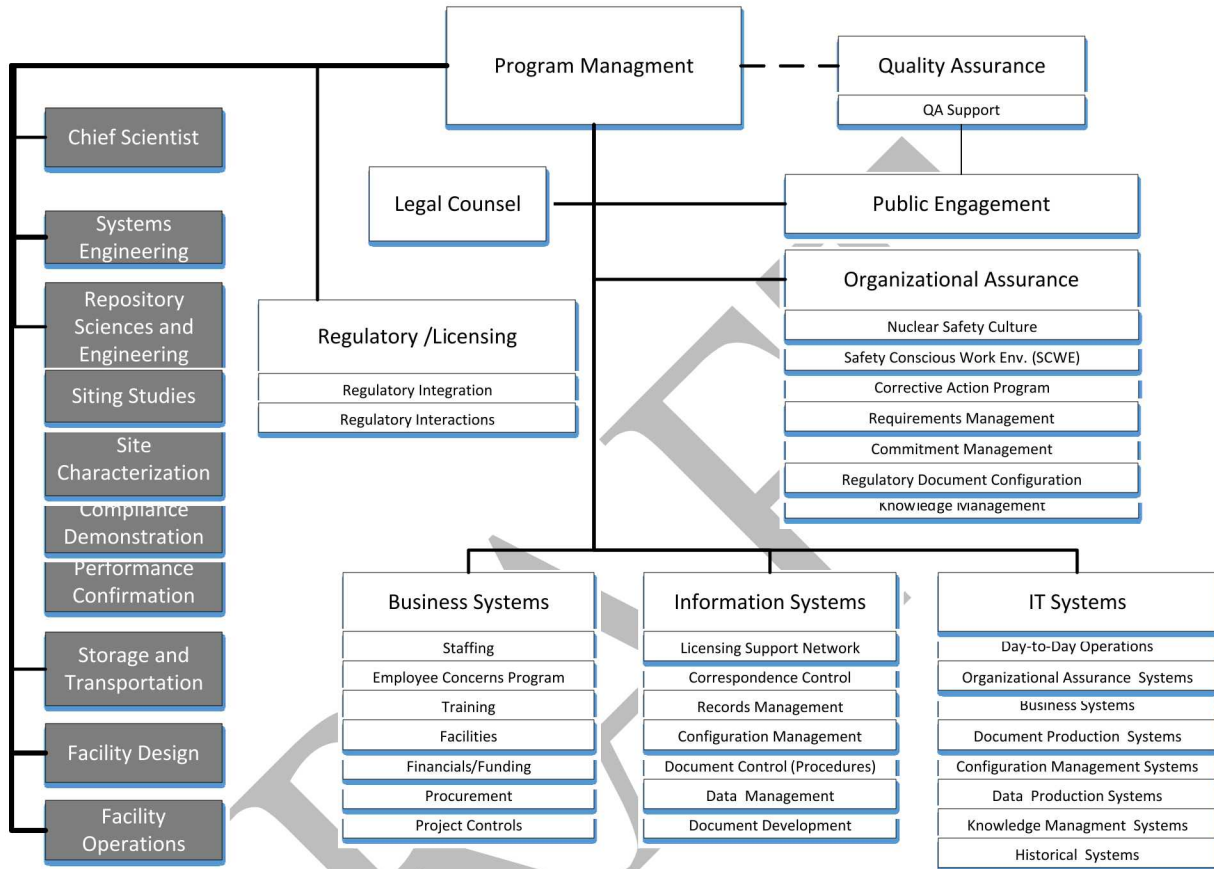 Program Managment
Quality Assurance
QA Support
Chief Scientist
Systems
Engineering
Repository
Sciences and
Engineering
Siting Studies
Site
Characterization
Compliance
Demonstration
Performance
Confirmation
Storage and
Transportation
Facility Design
Facility
Operations
Legal Counsel
Public Engagement
Regulatory /Licensing
Regulatory Integration
Regulatory Interactions
Organizational Assurance
Nuclear Safety Culture
Safety Conscious Work Env. (SCWE)
Corrective Action Program
Requirements Management
Commitment Management
Regulatory Document Configuration
Knowledge Management
Business Systems
Staffing
Employee Concerns Program
Training
Facilities
Financials/Funding
Procurement
Project Controls
Information Systems
Licensing Support Network
Correspondence Control
Records Management
Configuration Management
Document Control (Procedures)
Data Management
Document Development
IT Systems
Day-to-Day Operations
Organizational Assurance Systems
Business Systems
Document Production Systems
Configuration Management Systems
Data Production Systems
Knowledge Managment Systems
Historical Systems